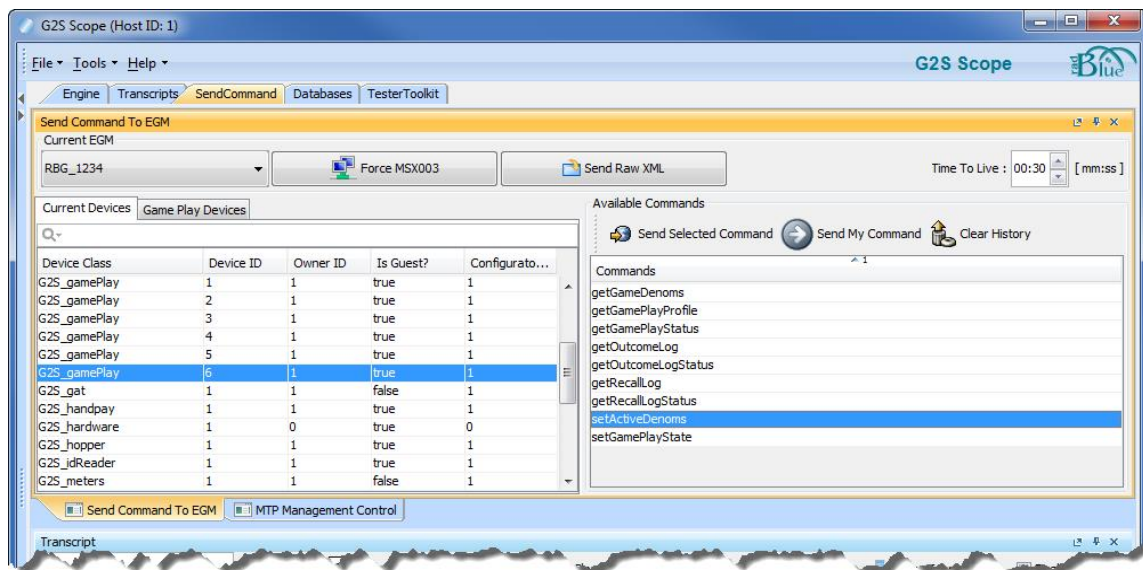 G2S Scope (Host ID: 1)
File Tools Help
G2S Scope
radBlue
Engine Transcripts SendCommand Databases TesterToolkit
Send Command To EGM
Current EGM
RBG_1234 Force MSX003 Send Raw XML Time To Live : 00:30 [ mm:ss ]
Current Devices Game Play Devices
Available Commands
Send Selected Command Send My Command Clear History
Device Class Device ID Owner ID Is Guest? Configurato...
G2S_gamePlay 1 1 true 1
G2S_gamePlay 2 1 true 1
G2S_gamePlay 3 1 true 1
G2S_gamePlay 4 1 true 1
G2S_gamePlay 5 1 true 1
G2S_gamePlay 6 1 true 1
G2S_gat 1 1 false 1
G2S_handpay 1 1 true 1
G2S_hardware 1 0 true 0
G2S_hopper 1 1 true 1
G2S_idReader 1 1 true 1
G2S_meters 1 1 false 1
1
Commands
getGameDenoms
getGamePlayProfile
getGamePlayStatus
getOutcomeLog
getOutcomeLogStatus
getRecallLog
getRecallLogStatus
setActiveDenoms
setGamePlayState
Send Command To EGM MTP Management Control
Transcript